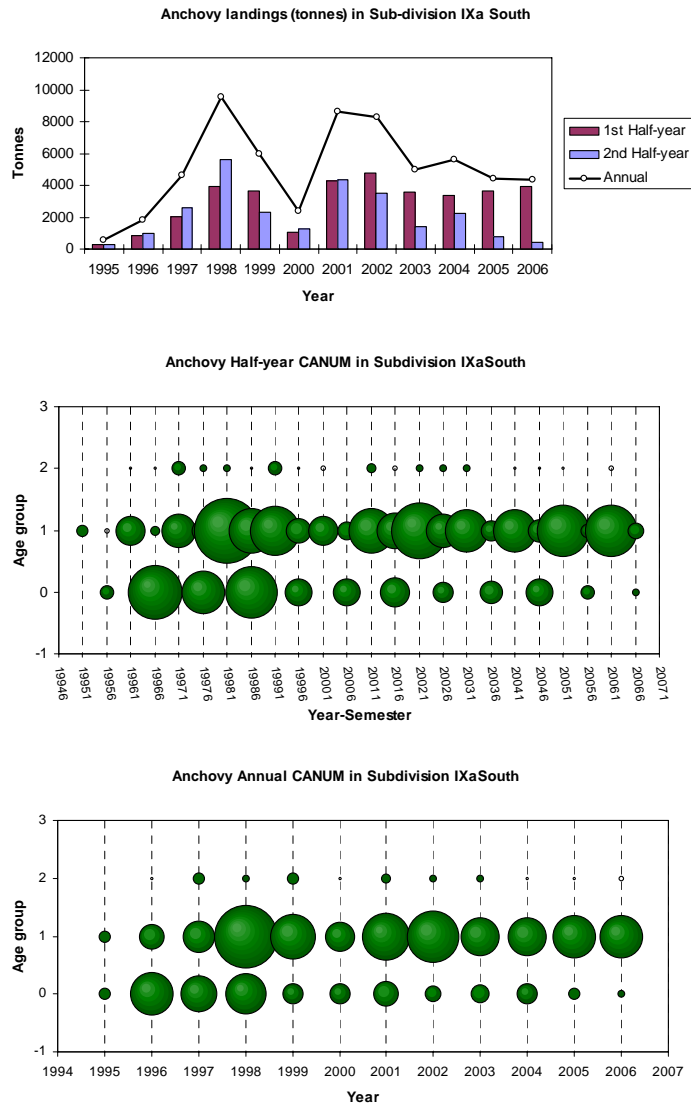 Anchovy landings (tonnes) in Sub-division IXa South
12000
10000
8000
6000
4000
2000
0
Tonnes
1995 1996 1997 1998 1999 2000 2001 2002 2003 2004 2005 2006
Year
1st Half-year
2nd Half-year
Annual
Anchovy Half-year CANUM in Subdivision IXaSouth
3
2
1
0
-1
Age group
19946 19951 19956 19961 19966 19971 19976 19981 19986 19991 19996 20001 20006 20011 20016 20021 20026 20031 20036 20041 20046 20051 20056 20061 20066 20071
Year-Semester
Anchovy Annual CANUM in Subdivision IXaSouth
3
2
1
0
-1
Age group
1994 1995 1996 1997 1998 1999 2000 2001 2002 2003 2004 2005 2006 2007
Year